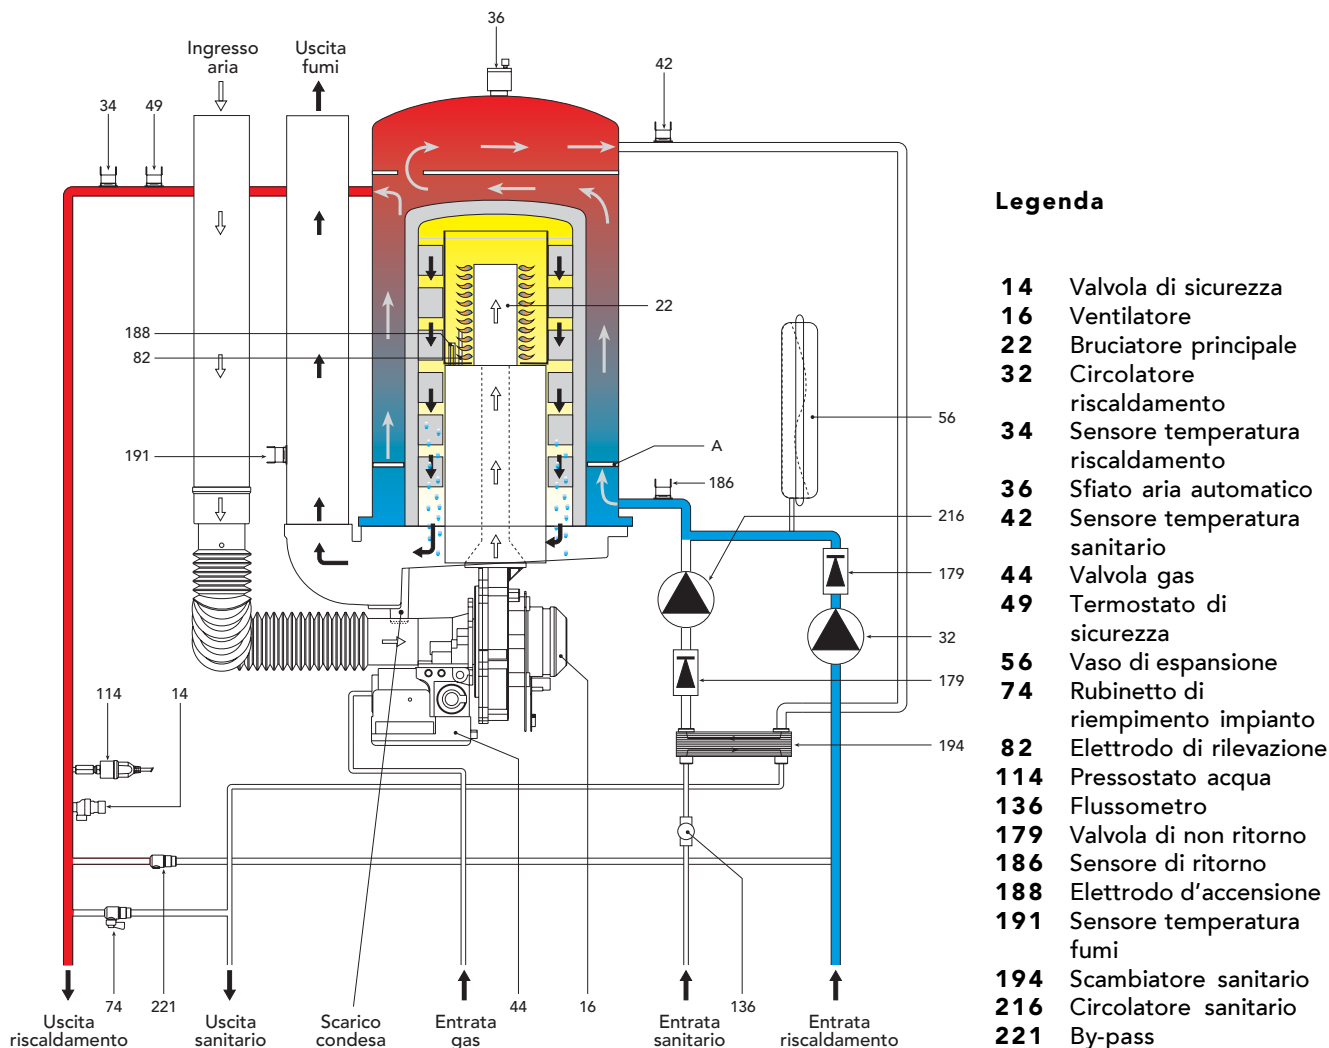 36
Ingresso
aria
Uscita
fumi
42
34
49
22
188
82
56
191
A
186
216
179
32
114
14
179
194
74
221
44
16
136
Uscita
riscaldamento
Uscita
sanitario
Scarico
condesa
Entrata
gas
Entrata
sanitario
Entrata
riscaldamento
Legenda
14 Valvola di sicurezza
16 Ventilatore
22 Bruciatore principale
32 Circolatore
riscaldamento
34 Sensore temperatura
riscaldamento
36 Sfiato aria automatico
42 Sensore temperatura
sanitario
44 Valvola gas
49 Termostato di
sicurezza
56 Vaso di espansione
74 Rubinetto di
riempimento impianto
82 Elettrodo di rilevazione
114 Pressostato acqua
136 Flussometro
179 Valvola di non ritorno
186 Sensore di ritorno
188 Elettrodo d'accensione
191 Sensore temperatura
fumi
194 Scambiatore sanitario
216 Circolatore sanitario
221 By-pass